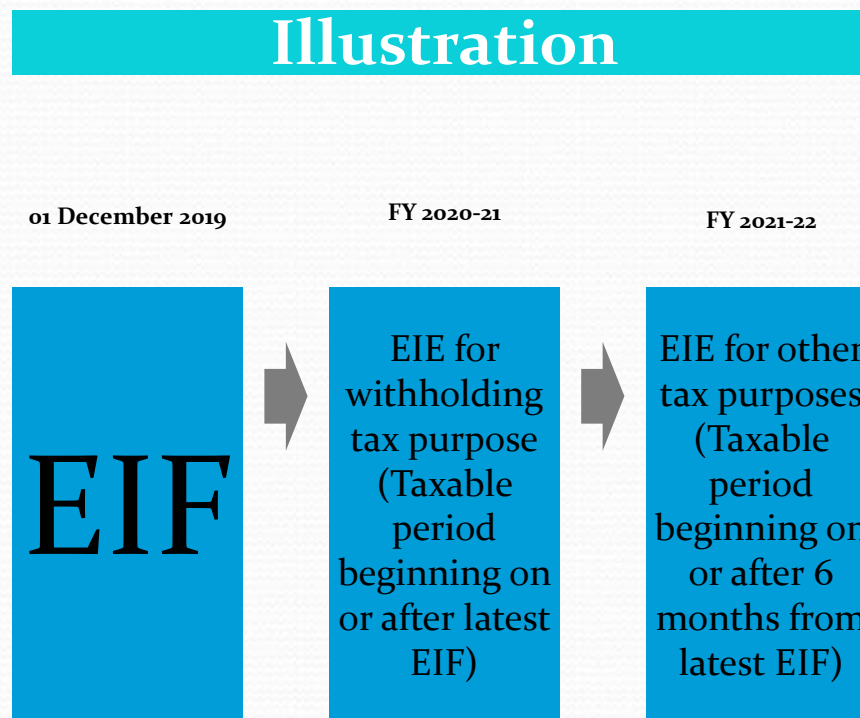 Illustration
01 December 2019
FY 2020-21
FY 2021-22
EIF
EIE for
withholding
tax purpose
(Taxable
period
beginning on
or after latest
EIF)
EIE for other
tax purposes
(Taxable
period
beginning on
or after 6
months from
latest EIF)